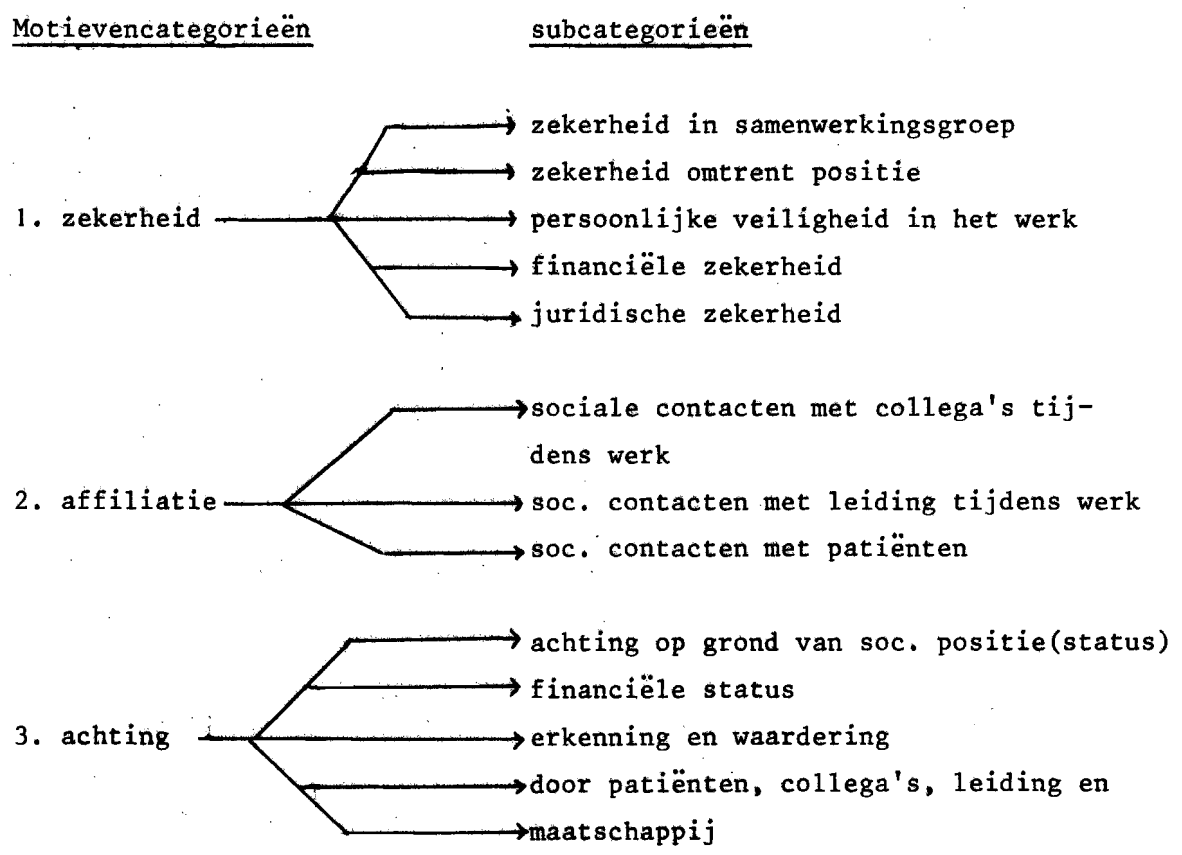 Motievencategorieën subcategorieën
zekerheid in samenwerkingsgroep
zekerheid omtrent positie
1. zekerheid persoonlijke veiligheid in het werk
financiële zekerheid
juridische zekerheid
sociale contacten met collega's tij-
dens werk
2. affiliatie soc. contacten met leiding tijdens werk
soc. contacten met patiënten
achting op grond van soc. positie(status)
financiële status
3. achting erkenning en waardering
door patiënten, collega's, leiding en
maatschappij